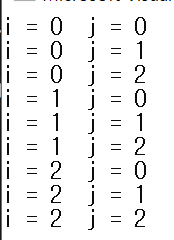 i = 0 j = 0
i = 0 j = 1
i = 0 j = 2
i = 1 j = 0
i = 1 j = 1
i = 1 j = 2
i = 2 j = 0
i = 2 j = 1
i = 2 j = 2